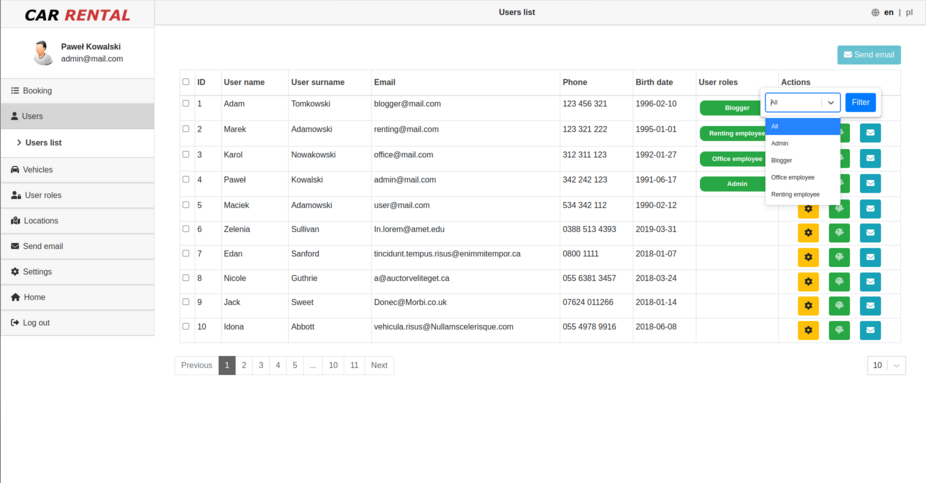 CAR RENTAL
Users list
en | pl
Paweł Kowalski
admin@mail.com
Booking
Users
Users list
Vehicles
User roles
Locations
Send email
Settings
Home
Log out
Send email
ID User name User surname Email Phone Birth date User roles Actions
1 Adam Tomkowski blogger@mail.com 123 456 321 1996-02-10 Blogger
All
Filter
2 Marek Adamowski renting@mail.com 123 321 222 1995-01-01 Renting employee
3 Karol Nowakowski office@mail.com 312 311 123 1992-01-27 Office employee
4 Paweł Kowalski admin@mail.com 342 242 123 1991-06-17 Admin
All
Admin
Blogger
Office employee
Renting employee
5 Maciek Adamowski user@mail.com 534 342 112 1990-02-12
6 Zelenia Sullivan In.lorem@amet.edu 0388 513 4393 2019-03-31
7 Edan Sanford tincidunt.tempus.risus@enimmitempor.ca 0800 1111 2018-01-07
8 Nicole Guthrie a@auctorveliteget.ca 055 6381 3457 2018-03-24
9 Jack Sweet Donec@Morbi.co.uk 07624 011266 2018-01-14
10 Idona Abbott vehicula.risus@Nullamscelerisque.com 055 4978 9916 2018-06-08
Previous 1 2 3 4 5 ... 10 11 Next
10